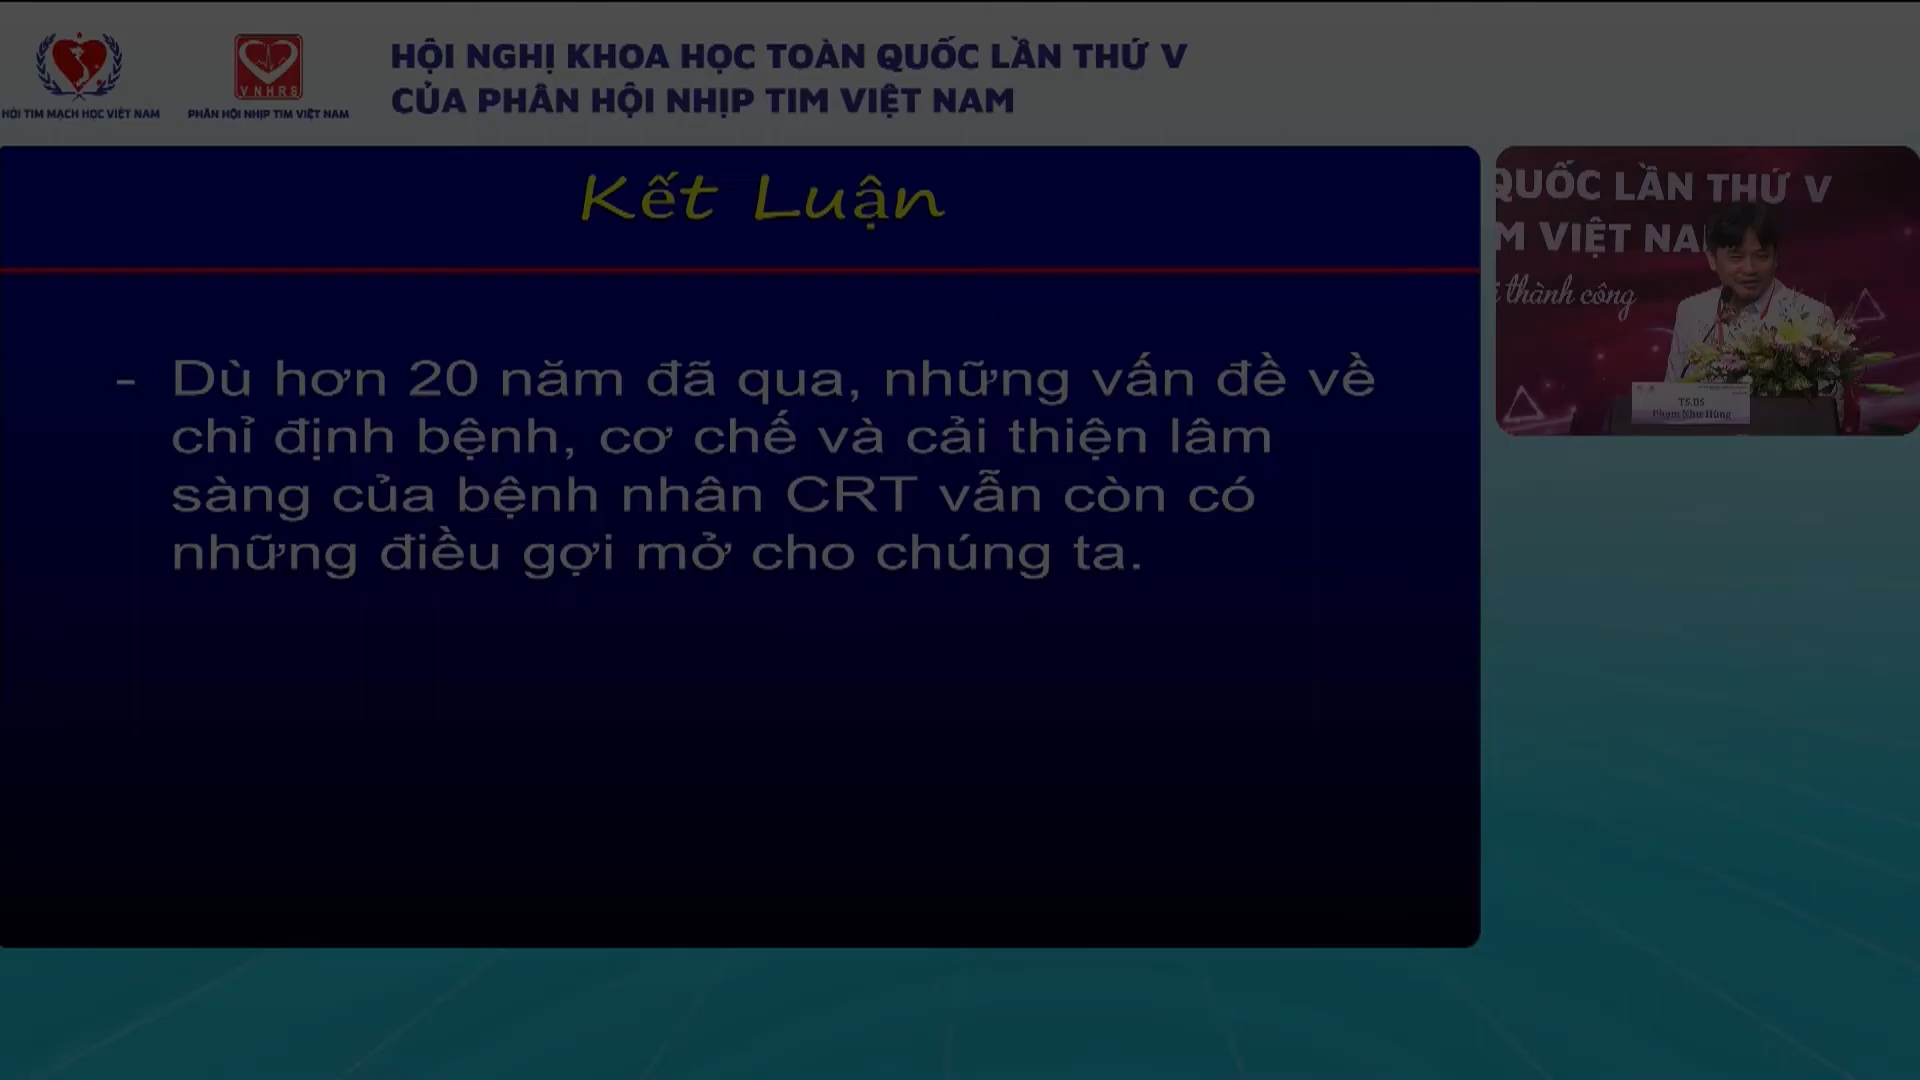 HỘI NGHỊ KHOA HỌC TOÀN QUỐC LẦN THỨ V
CỦA PHÂN HỘI NHỊP TIM VIỆT NAM
HỘI TIM MẠCH HỌC VIỆT NAM
VNHRS
PHÂN HỘI NHỊP TIM VIỆT NAM
Kết Luận
- Dù hơn 20 năm đã qua, những vấn đề về
chỉ định bệnh, cơ chế và cải thiện lâm
sàng của bệnh nhân CRT vẫn còn có
những điều gợi mở cho chúng ta.
QUỐC LẦN THỨ V
M VIỆT NA
i thành công
TS.BS
Phạm Như Hùng